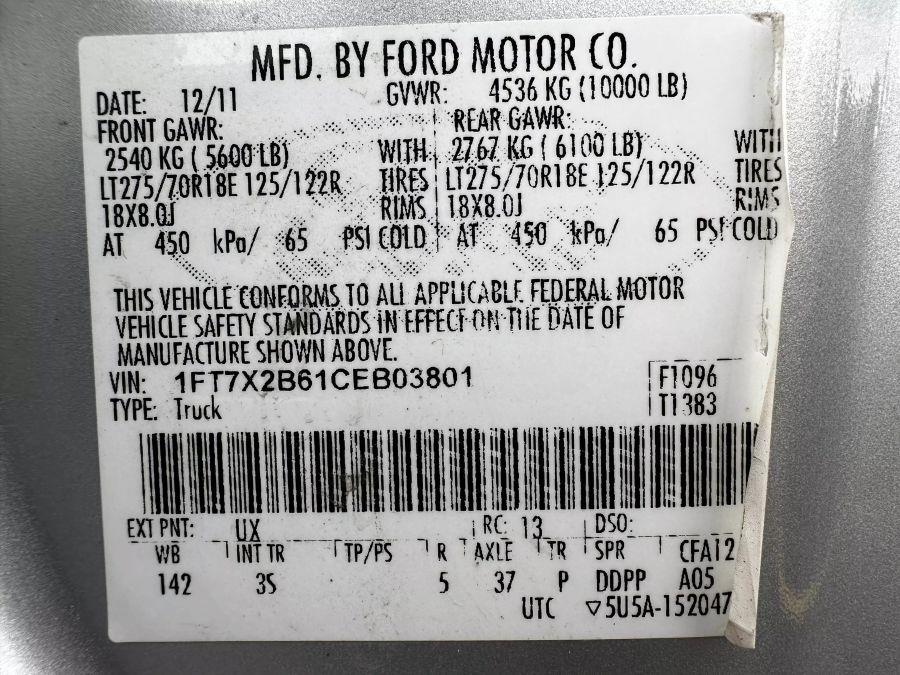 MFD. BY FORD MOTOR CO.
DATE: 12/11 GVWR: 4536 KG (10000 LB)
FRONT GAWR: REAR GAWR:
2540 KG ( 5600 LB) WITH 2767 KG ( 6100 LB) WITH
LT275/70R18E 125/122R TIRES LT275/70R18E 125/122R TIRES
18X8.0J RIMS 18X8.0J RIMS
AT 450 kPa/ 65 PSI COLD AT 450 kPa/ 65 PSI COLD
THIS VEHICLE CONFORMS TO ALL APPLICABLE FEDERAL MOTOR
VEHICLE SAFETY STANDARDS IN EFFECT ON THE DATE OF
MANUFACTURE SHOWN ABOVE.
VIN: 1FT7X2B61CEB03801 F1096
TYPE: Truck T1383
EXT PNT: UX RC: 13 DSO:
WB INT TR TP/PS R AXLE TR SPR CFA12
142 3S 5 37 P DDPP A05
UTC ▽5U5A-152047